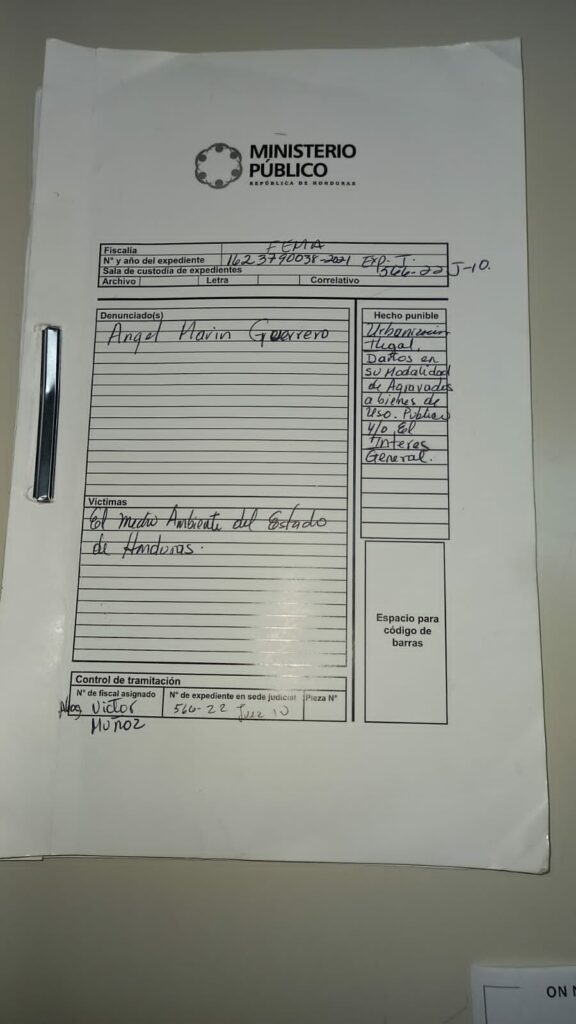 MINISTERIO
PÚBLICO
REPÚBLICA DE HONDURAS
Fiscalía FEMA
N° y año del expediente 1623790038-2021 EXP. J.
Sala de custodia de expedientes 566-22 J-10.
Archivo Letra Correlativo
Denunciado(s)
Angel Marin Guerrero
Hecho punible
Urbanizacion
Ilegal,
Daños en
su Modalidad
de Agravados
a bienes de
Uso. Publico
y/o El
Interes
General.
Víctimas
El Medio Ambiente del Estado
de Honduras.
Espacio para
código de
barras
Control de tramitación
N° de fiscal asignado N° de expediente en sede judicial Pieza N°
Abog. Victor 566-22 Juez 10
MUÑOZ
ON